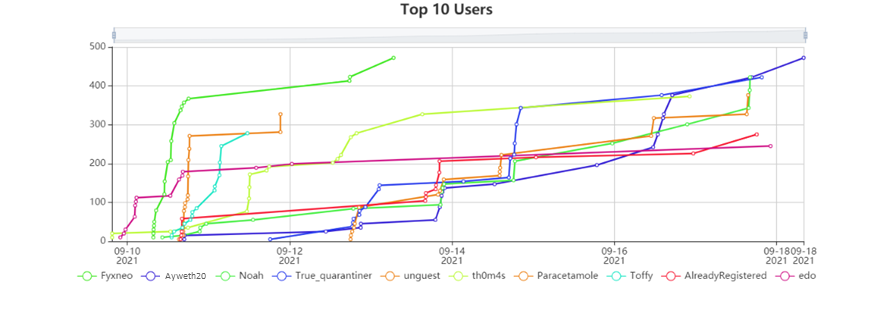 Top 10 Users
500
400
300
200
100
0
09-10 09-12 09-14 09-16 09-18 09-18
2021 2021 2021 2021 2021 2021
Fyxneo Ayweth20 Noah True_quarantiner unguest th0m4s Paracetamole Toffy AlreadyRegistered edo